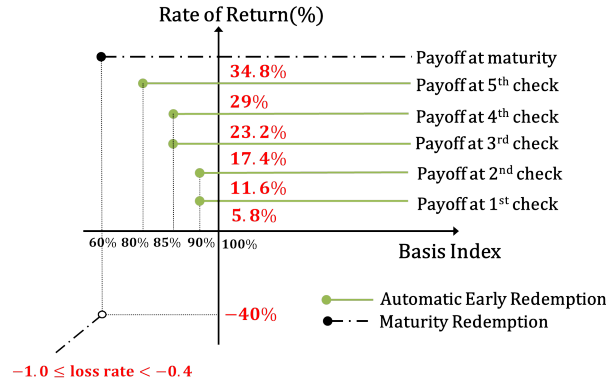 Rate of Return(%)
Payoff at maturity
34.8%
Payoff at 5th check
29%
Payoff at 4th check
23.2%
Payoff at 3rd check
17.4%
Payoff at 2nd check
11.6%
Payoff at 1st check
5.8%
60% 80% 85% 90% 100%
Basis Index
−40%
Automatic Early Redemption
Maturity Redemption
−1.0 ≤ loss rate < −0.4